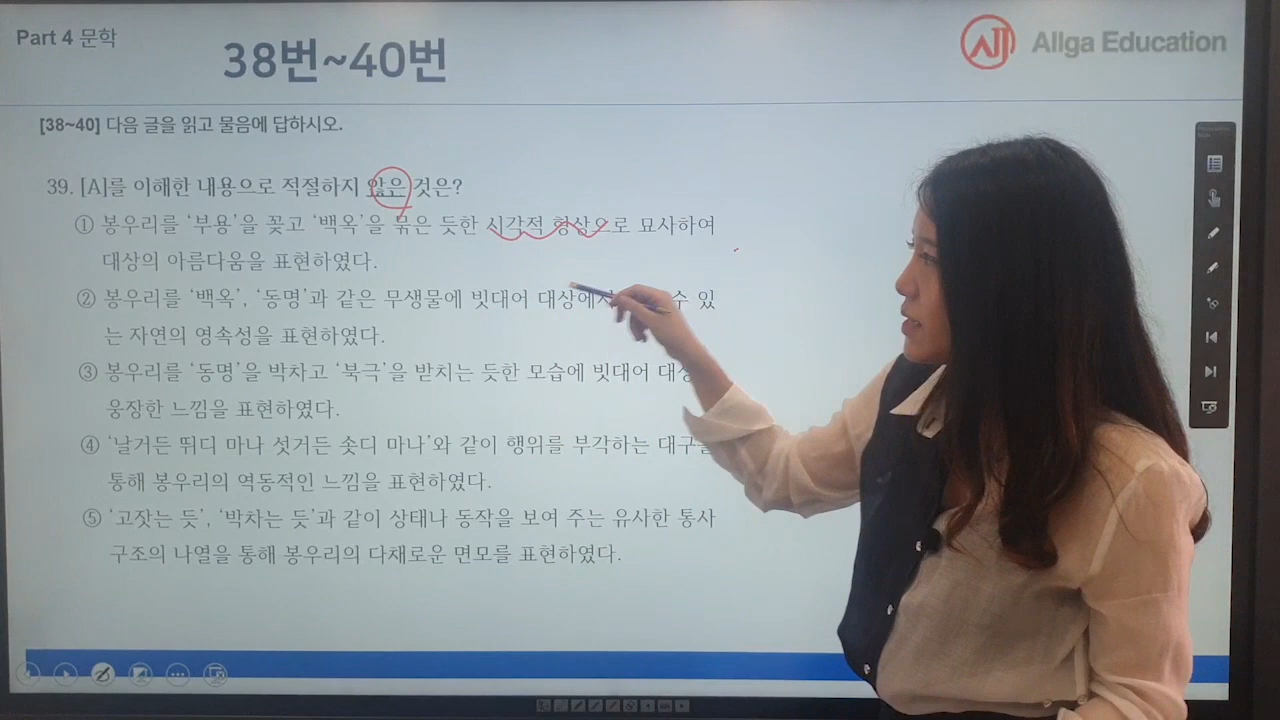 Part 4 문학
38번~40번
Allga Education
[38~40] 다음 글을 읽고 물음에 답하시오.
39. [A]를 이해한 내용으로 적절하지 않은 것은?
① 봉우리를 '부용'을 꽂고 '백옥'을 묶은 듯한 시각적 형상으로 묘사하여
대상의 아름다움을 표현하였다.
② 봉우리를 '백옥', '동명'과 같은 무생물에 빗대어 대상에서 수 있
는 자연의 영속성을 표현하였다.
③ 봉우리를 '동명'을 박차고 '북극'을 받치는 듯한 모습에 빗대어
웅장한 느낌을 표현하였다.
④ '날거든 뛰디 마나 섯거든 솟디 마나'와 같이 행위를 부각하는 대구를
통해 봉우리의 역동적인 느낌을 표현하였다.
⑤ '고잣는 듯', '박차는 듯'과 같이 상태나 동작을 보여 주는 유사한 통사
구조의 나열을 통해 봉우리의 다채로운 면모를 표현하였다.